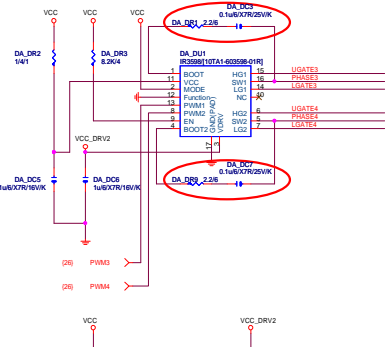 VCC VCC VCC
DA_DC3
0.1u/6/X7R/25V/K
DA_DR1 2.2/6
DA_DR2
1/4/1
DA_DR3
8.2K/4
DA_DU1
IR3598[10TA1-603598-01R]
1 BOOT HG1 15 UGATE3
11 VCC SW1 16 PHASE3
2 MODE LG1 14 LGATE3
12 Function NC 10
13 PWM1
8 PWM2 HG2 6 UGATE4
9 EN SW2 5 PHASE4
4 BOOT2 LG2 7 LGATE4
GND(PAD) VDRV
17 3
VCC_DRV2
DA_DC7
0.1u/6/X7R/25V/K
DA_DR9 2.2/6
DA_DC5
1u/6/X7R/16V/K
DA_DC6
1u/6/X7R/16V/K
(26) PWM3
(26) PWM4
VCC VCC_DRV2